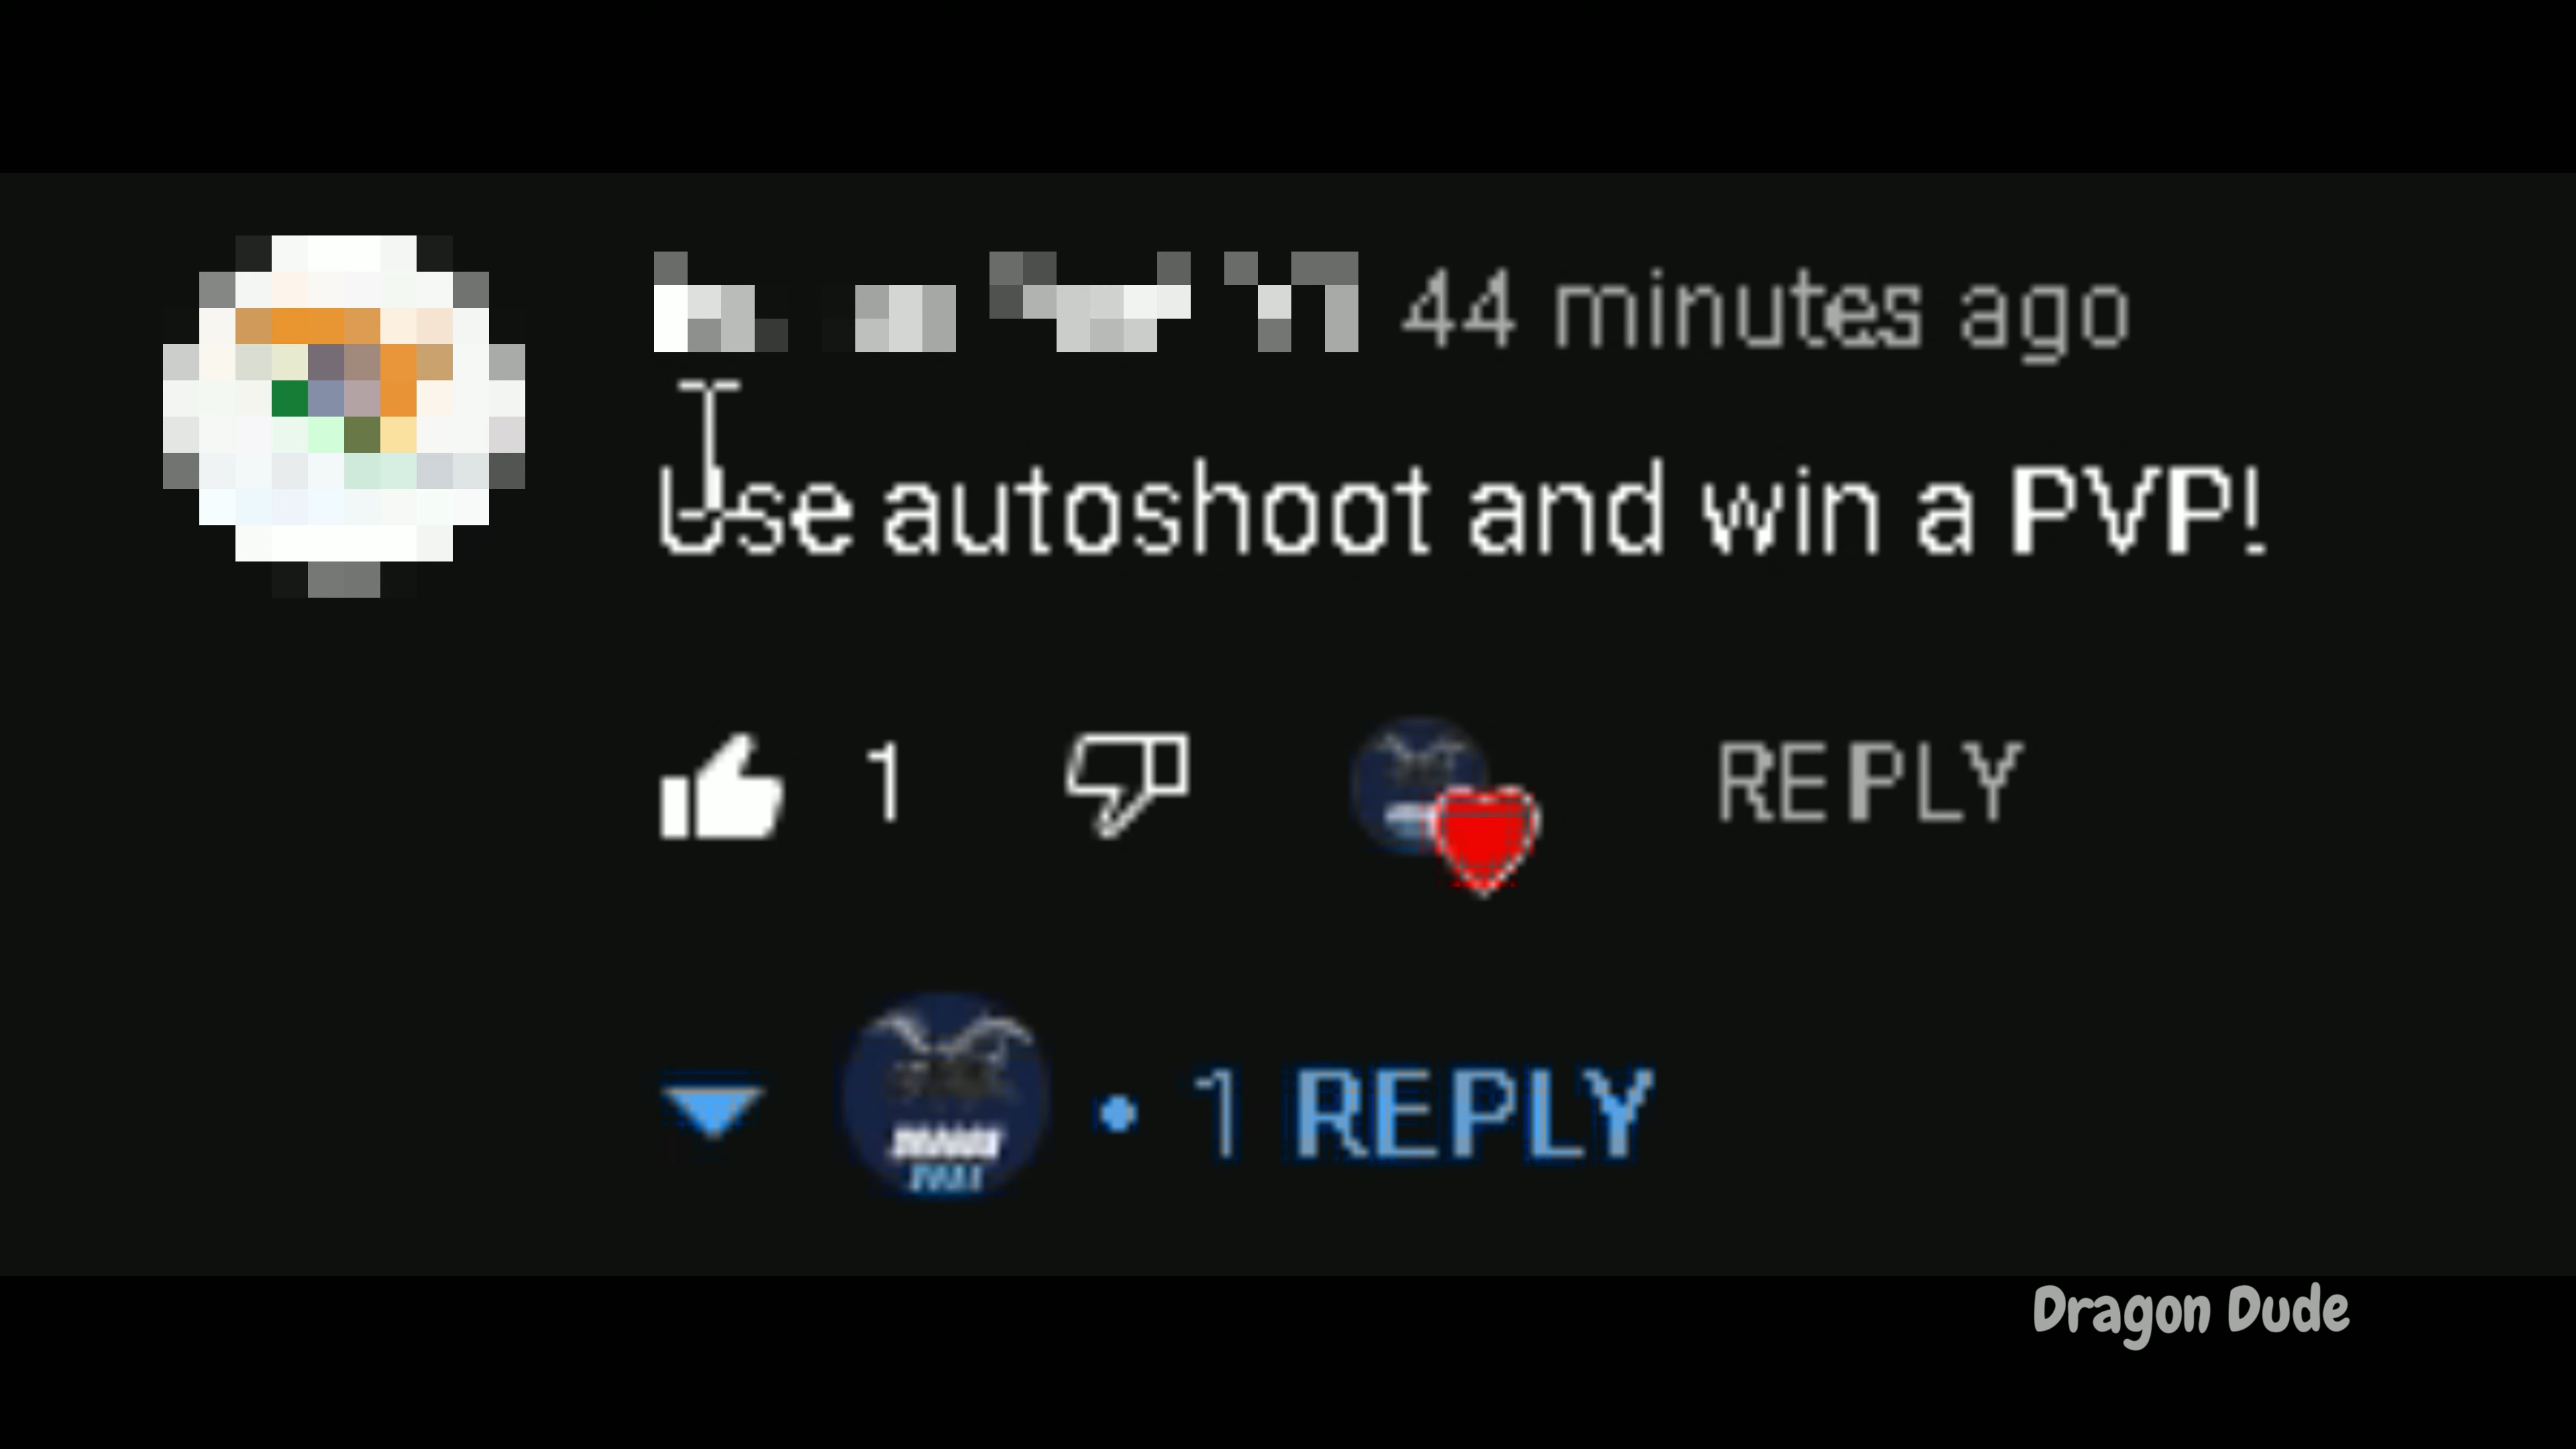 44 minutes ago
Use autoshoot and win a PVP!
1 REPLY
1 REPLY
Dragon Dude